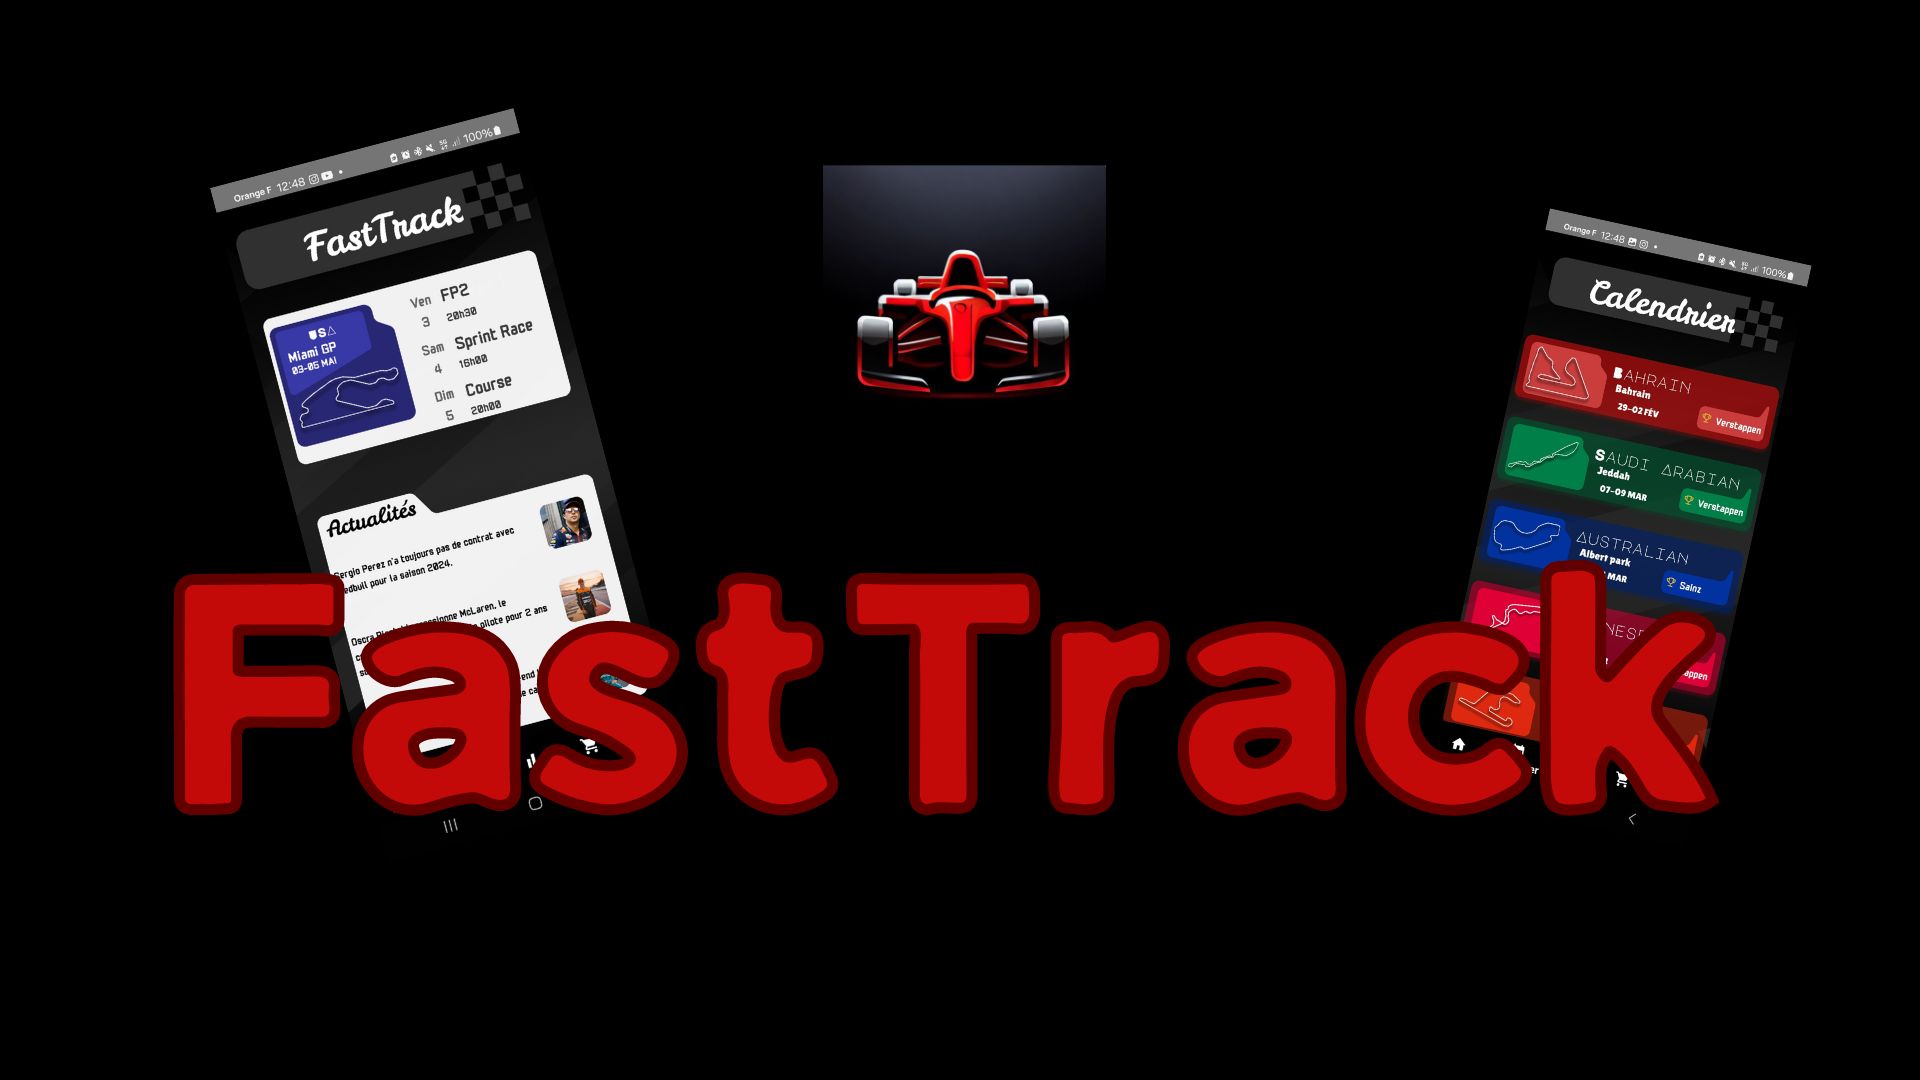 Orange F 12:48
100%
FastTrack
USA
Miami GP
03-05 MAI
Ven FP2
3 20h30
Sam Sprint Race
4 16h00
Dim Course
5 20h00
Actualités
Sergio Perez n'a toujours pas de contrat avec
edbull pour la saison 2024.
McLaren, le
pilote pour 2 ans
Orange F 12:48
100%
Calendrier
BAHRAIN
Bahrain
29-02 FÉV
Verstappen
SAUDI ARABIAN
Jeddah
07-09 MAR
Verstappen
AUSTRALIAN
Albert park
MAR
Sainz
FastTrack